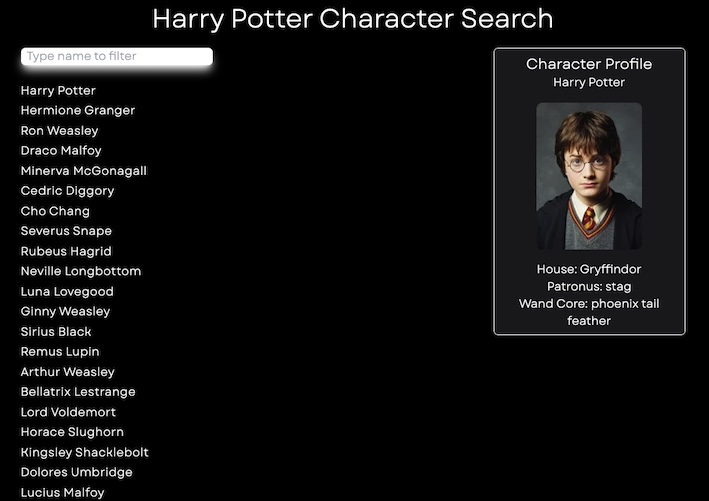 Harry Potter Character Search
Type name to filter
Harry Potter
Hermione Granger
Ron Weasley
Draco Malfoy
Minerva McGonagall
Cedric Diggory
Cho Chang
Severus Snape
Rubeus Hagrid
Neville Longbottom
Luna Lovegood
Ginny Weasley
Sirius Black
Remus Lupin
Arthur Weasley
Bellatrix Lestrange
Lord Voldemort
Horace Slughorn
Kingsley Shacklebolt
Dolores Umbridge
Lucius Malfoy
Character Profile
Harry Potter
House: Gryffindor
Patronus: stag
Wand Core: phoenix tail
feather